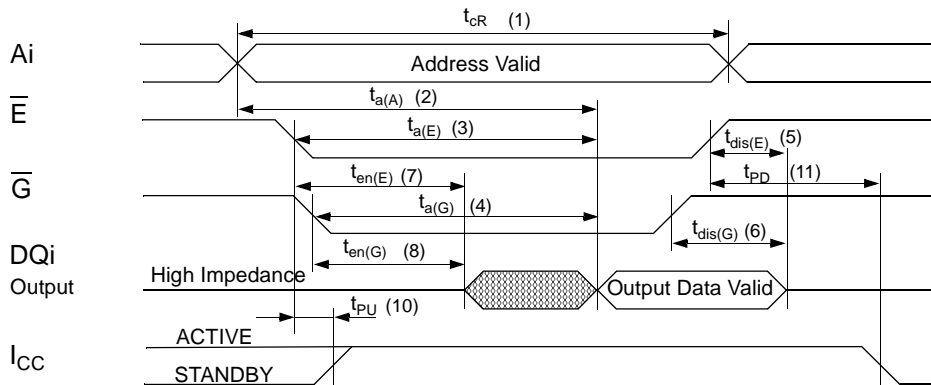 tcR (1)
Ai
Address Valid
ta(A) (2)
E
ta(E) (3)
tdis(E) (5)
ten(E) (7)
tPD (11)
G
ta(G) (4)
tdis(G) (6)
DQi
ten(G) (8)
Output
High Impedance
Output Data Valid
tPU (10)
ACTIVE
ICC
STANDBY